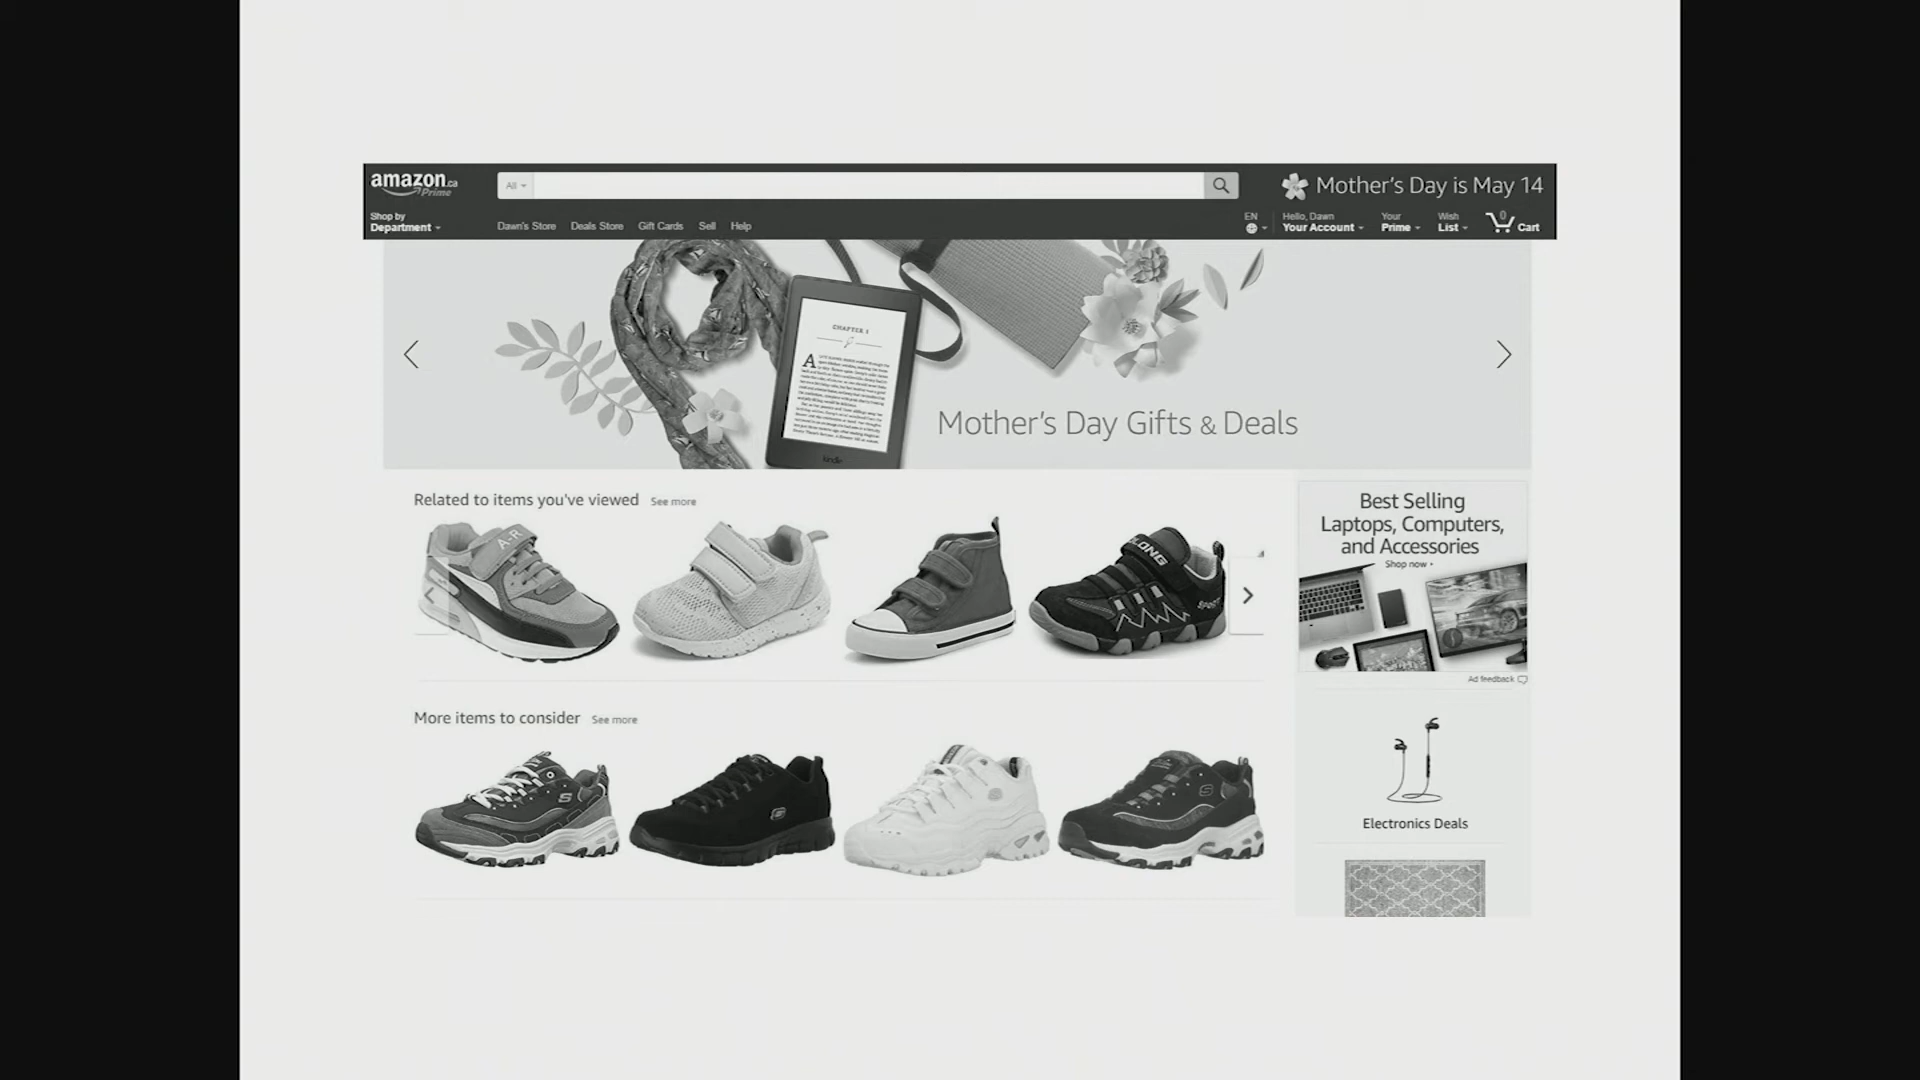 amazon.ca
Prime
All
Mother's Day is May 14
Shop by
Department
Dawn's Store Deals Store Gift Cards Sell Help
EN
Hello, Dawn
Your Account
Your
Prime
Wish
List
0
Cart
CHAPTER 1
kindle
Mother's Day Gifts & Deals
Related to items you've viewed See more
A-R
SPORT
Best Selling
Laptops, Computers,
and Accessories
Shop now
Ad feedback
More items to consider See more
S
S
S
Electronics Deals